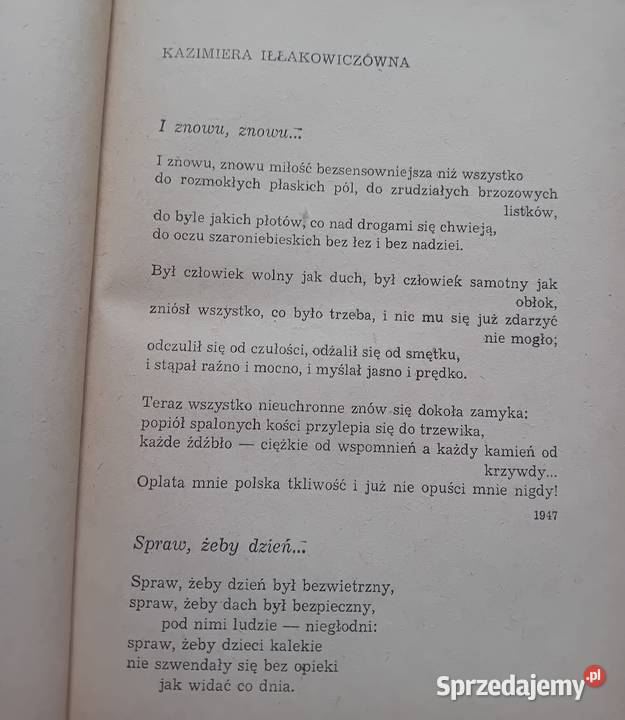 KAZIMIERA IŁŁAKOWICZÓWNA
I znowu, znowu...
I znowu, znowu miłość bezsensowniejsza niż wszystko
do rozmokłych płaskich pól, do zrudziałych brzozowych
listków,
do byle jakich płotów, co nad drogami się chwieją,
do oczu szaroniebieskich bez łez i bez nadziei.
Był człowiek wolny jak duch, był człowiek samotny jak
obłok,
zniósł wszystko, co było trzeba, i nic mu się już zdarzyć
nie mogło;
odczulił się od czułości, odżalił się od smętku,
i stąpał raźno i mocno, i myślał jasno i prędko.
Teraz wszystko nieuchronne znów się dokoła zamyka:
popiół spalonych kości przylepia się do trzewika,
każde źdźbło — ciężkie od wspomnień a każdy kamień od
krzywdy...
Oplata mnie polska tkliwość i już nie opuści mnie nigdy!
1947
Spraw, żeby dzień...
Spraw, żeby dzień był bezwietrzny,
spraw, żeby dach był bezpieczny,
pod nimi ludzie — niegłodni:
spraw, żeby dzieci kalekie
nie szwendały się bez opieki
jak widać co dnia.
Sprzedajemy.pl